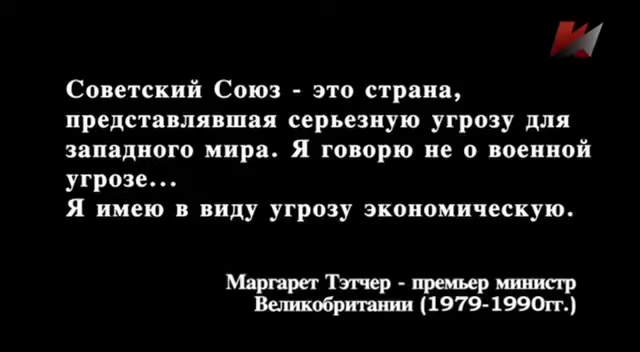 Советский Союз - это страна,
представлявшая серьезную угрозу для
западного мира. Я говорю не о военной
угрозе...
Я имею в виду угрозу экономическую.
Маргарет Тэтчер - премьер министр
Великобритании (1979-1990гг.)